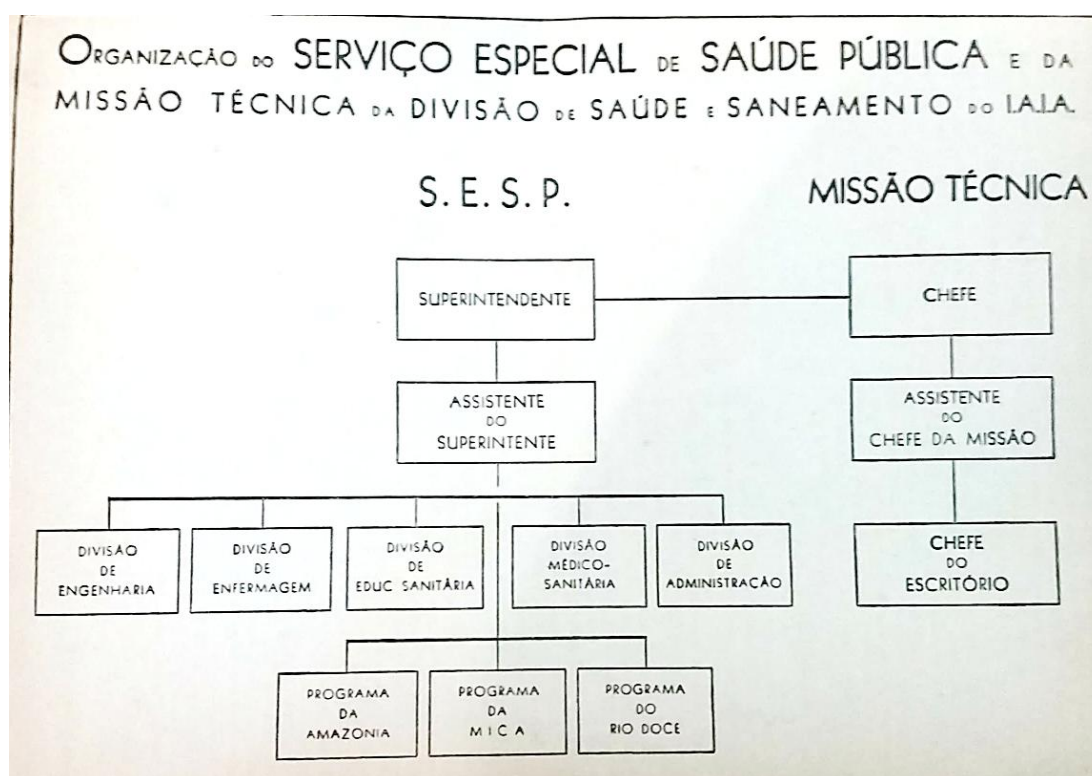 ORGANIZAÇÃO DO SERVIÇO ESPECIAL DE SAÚDE PÚBLICA E DA
MISSÃO TÉCNICA DA DIVISÃO DE SAÚDE E SANEAMENTO DO I.A.I.A.
S. E. S. P.
MISSÃO TÉCNICA
SUPERINTENDENTE
CHEFE
ASSISTENTE
DO
SUPERINTENTE
ASSISTENTE
DO
CHEFE DA MISSÃO
DIVISÃO
DE
ENGENHARIA
DIVISÃO
DE
ENFERMAGEM
DIVISÃO
DE
EDUC SANITÁRIA
DIVISÃO
MÉDICO-
SANITÁRIA
DIVISÃO
DE
ADMINISTRAÇÃO
CHEFE
DO
ESCRITÓRIO
PROGRAMA
DA
AMAZONIA
PROGRAMA
DA
MICA
PROGRAMA
DO
RIO DOCE